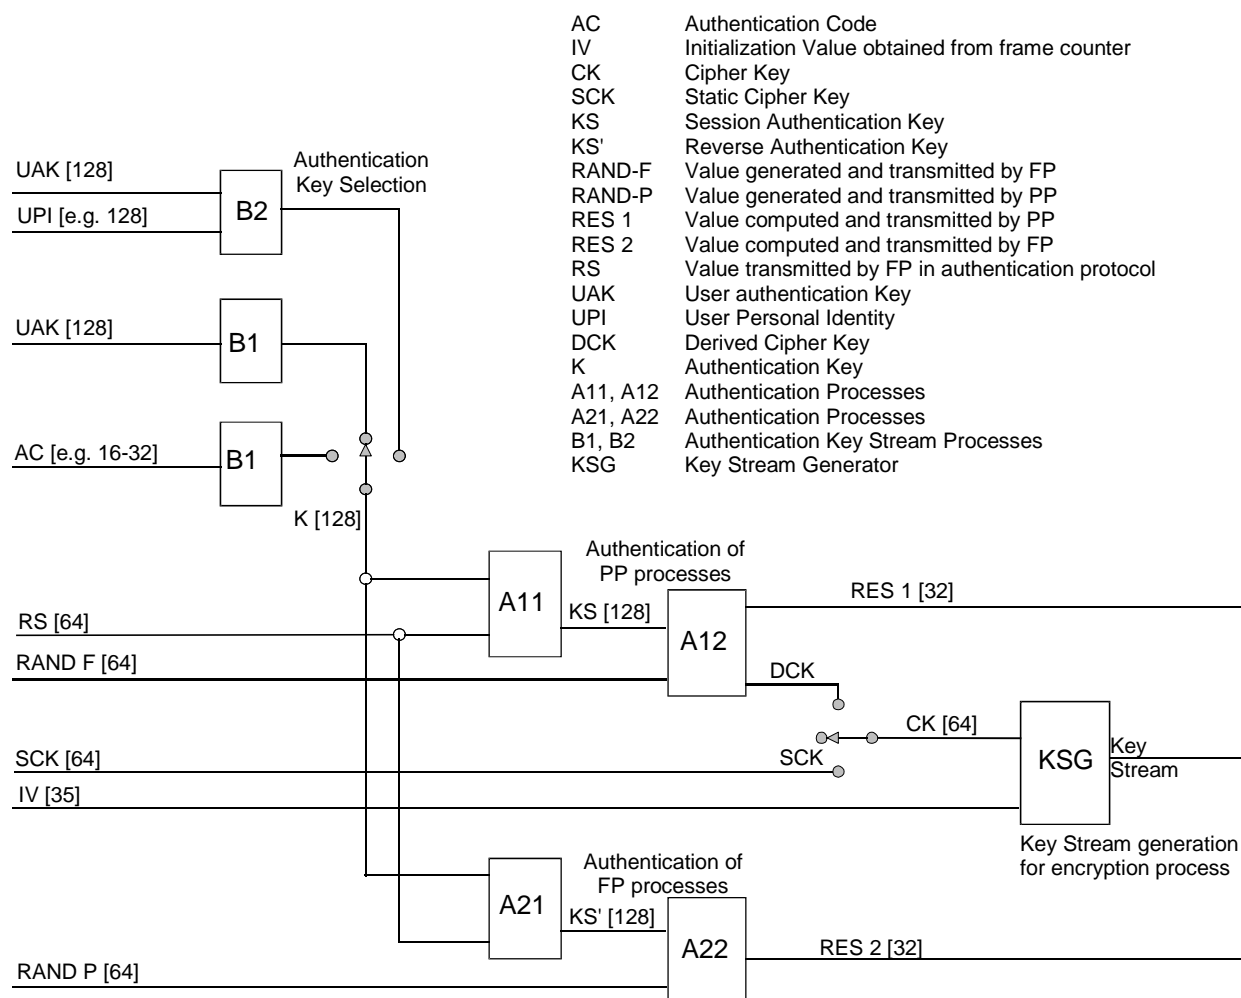 AC Authentication Code
IV Initialization Value obtained from frame counter
CK Cipher Key
SCK Static Cipher Key
KS Session Authentication Key
KS' Reverse Authentication Key
RAND-F Value generated and transmitted by FP
RAND-P Value generated and transmitted by PP
RES 1 Value computed and transmitted by PP
RES 2 Value computed and transmitted by FP
RS Value transmitted by FP in authentication protocol
UAK User authentication Key
UPI User Personal Identity
DCK Derived Cipher Key
K Authentication Key
A11, A12 Authentication Processes
A21, A22 Authentication Processes
B1, B2 Authentication Key Stream Processes
KSG Key Stream Generator
UAK [128]
UPI [e.g. 128]
B2
Authentication
Key Selection
UAK [128]
B1
AC [e.g. 16-32]
B1
K [128]
A11
Authentication of
PP processes
RS [64]
KS [128]
A12
RES 1 [32]
RAND F [64]
DCK
CK [64]
SCK [64]
SCK
KSG
Key
Stream
IV [35]
Key Stream generation
for encryption process
A21
Authentication of
FP processes
KS' [128]
A22
RES 2 [32]
RAND P [64]